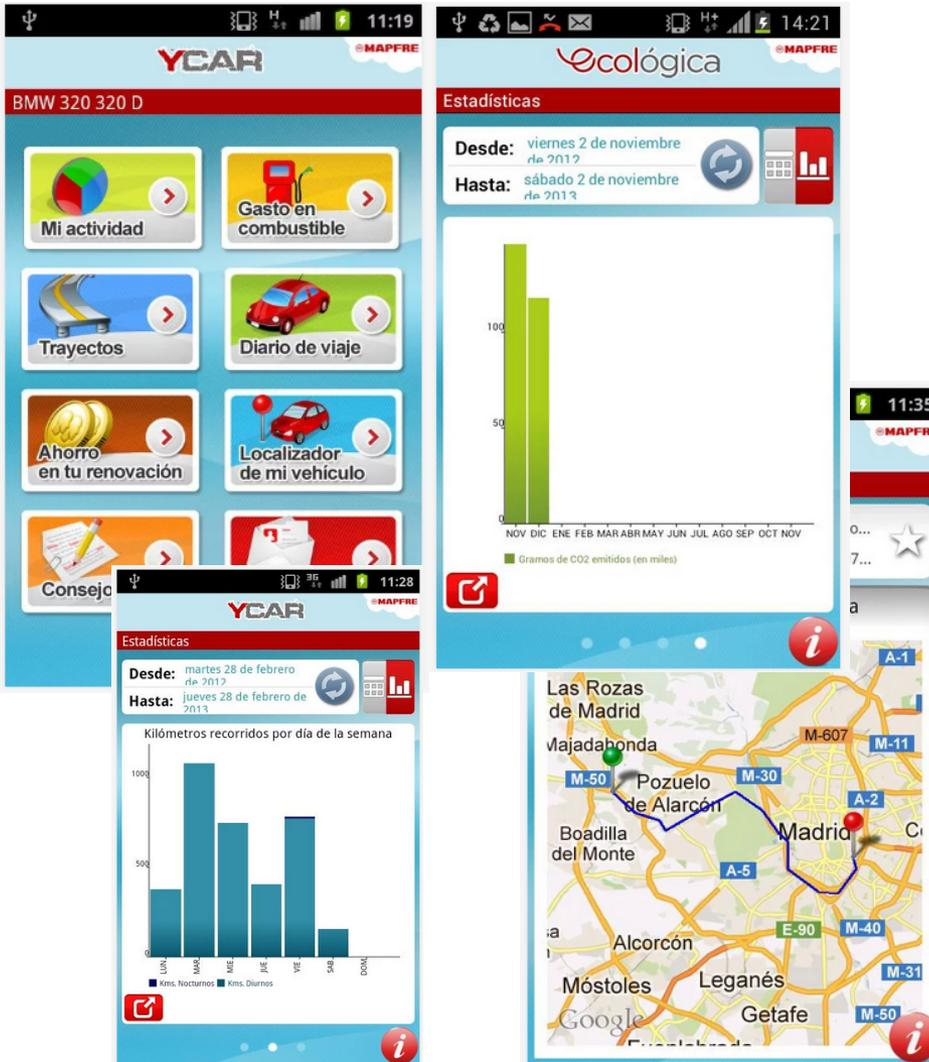 11:19
YCAR
MAPFRE
BMW 320 320 D
Mi actividad
Gasto en
combustible
Trayectos
Diario de viaje
Ahorro
en tu renovación
Localizador
de mi vehículo
Consejo
H+ 14:21
ecológica
MAPFRE
Estadísticas
Desde: viernes 2 de noviembre
de 2012
Hasta: sábado 2 de noviembre
de 2013
100
50
0
NOV DIC ENE FEB MAR ABR MAY JUN JUL AGO SEP OCT NOV
Gramos de CO2 emitidos (en miles)
3G 11:28
YCAR
MAPFRE
Estadísticas
Desde: martes 28 de febrero
de 2012
Hasta: jueves 28 de febrero de
2013
Kilómetros recorridos por día de la semana
1000
500
0
LUN. MAR. MIE. JUE. VIE. SAB. DOM.
Kms. Nocturnos Kms. Diurnos
11:35
MAPFR
o...
7...
a
A-1
Las Rozas
de Madrid
M-607
M-11
Majadahonda
M-50
Pozuelo
de Alarcón
M-30
A-2
Boadilla
del Monte
Madrid
A-5
E-90
M-40
Alcorcón
M-31
Móstoles
Leganés
Getafe
M-50
Google
Fuenlabrada